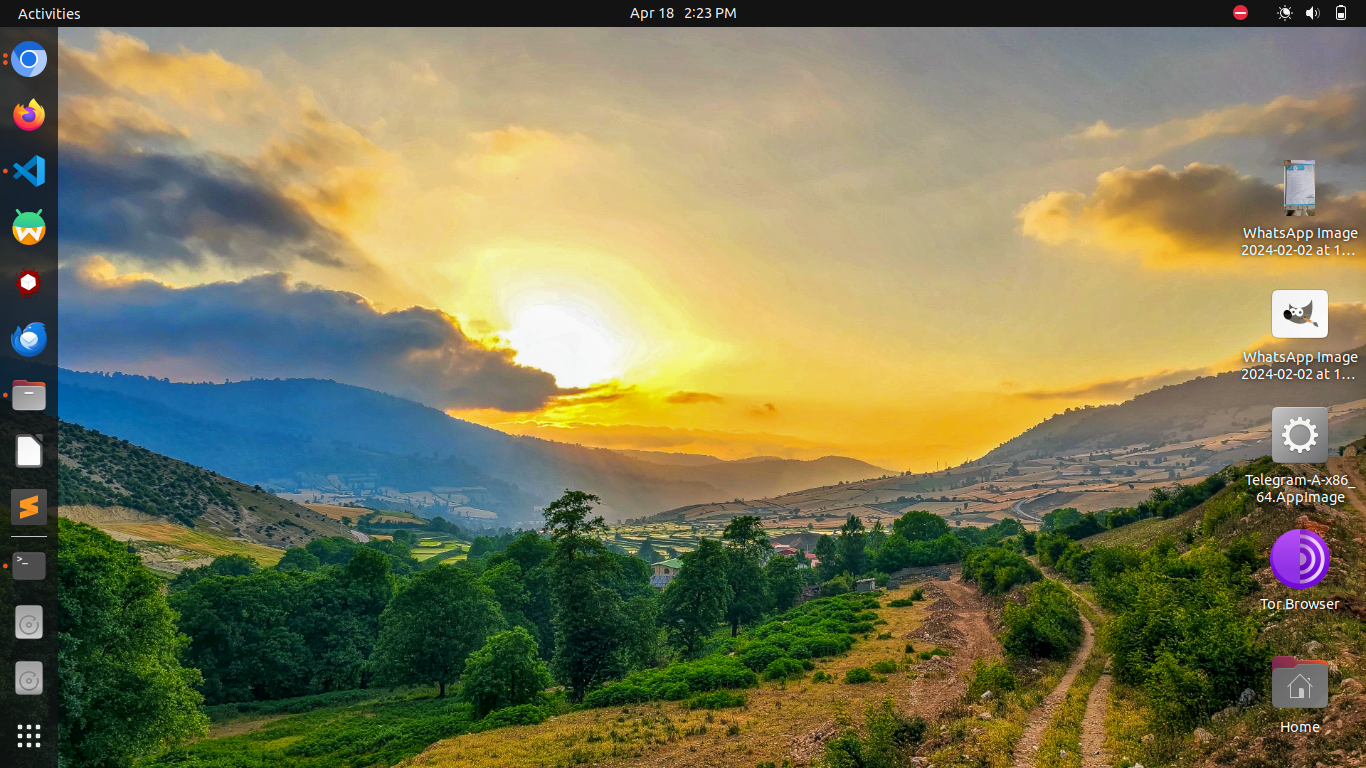 Activities
Apr 18 2:23 PM
WhatsApp Image
2024-02-02 at 1…
WhatsApp Image
2024-02-02 at 1…
Telegram-A-x86_
64.AppImage
Tor Browser
Home